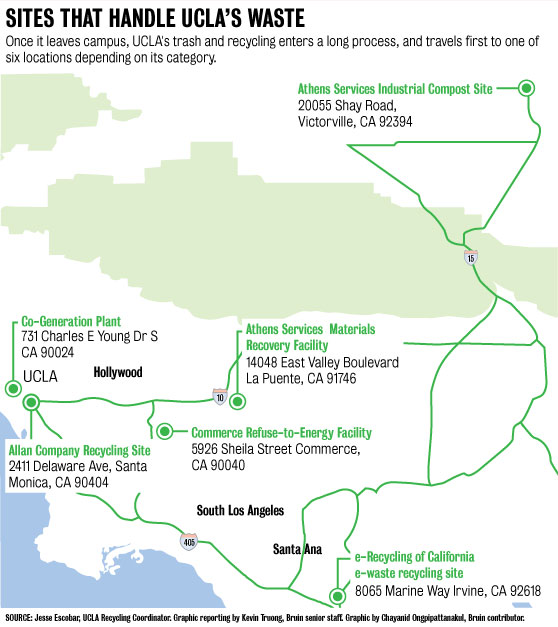 SITES THAT HANDLE UCLA'S WASTE
Once it leaves campus, UCLA's trash and recycling enters a long process, and travels first to one of
six locations depending on its category.
Athens Services Industrial Compost Site
20055 Shay Road,
Victorville, CA 92394
15
Co-Generation Plant
731 Charles E Young Dr S
CA 90024
UCLA
Hollywood
Athens Services Materials
Recovery Facility
14048 East Valley Boulevard
La Puente, CA 91746
10
Allan Company Recycling Site
2411 Delaware Ave, Santa
Monica, CA 90404
Commerce Refuse-to-Energy Facility
5926 Sheila Street Commerce,
CA 90040
South Los Angeles
405
Santa Ana
e-Recycling of California
e-waste recycling site
8065 Marine Way Irvine, CA 92618
SOURCE: Jesse Escobar, UCLA Recycling Coordinator. Graphic reporting by Kevin Truong, Bruin senior staff. Graphic by Chayanid Ongpipattanakul, Bruin contributor.